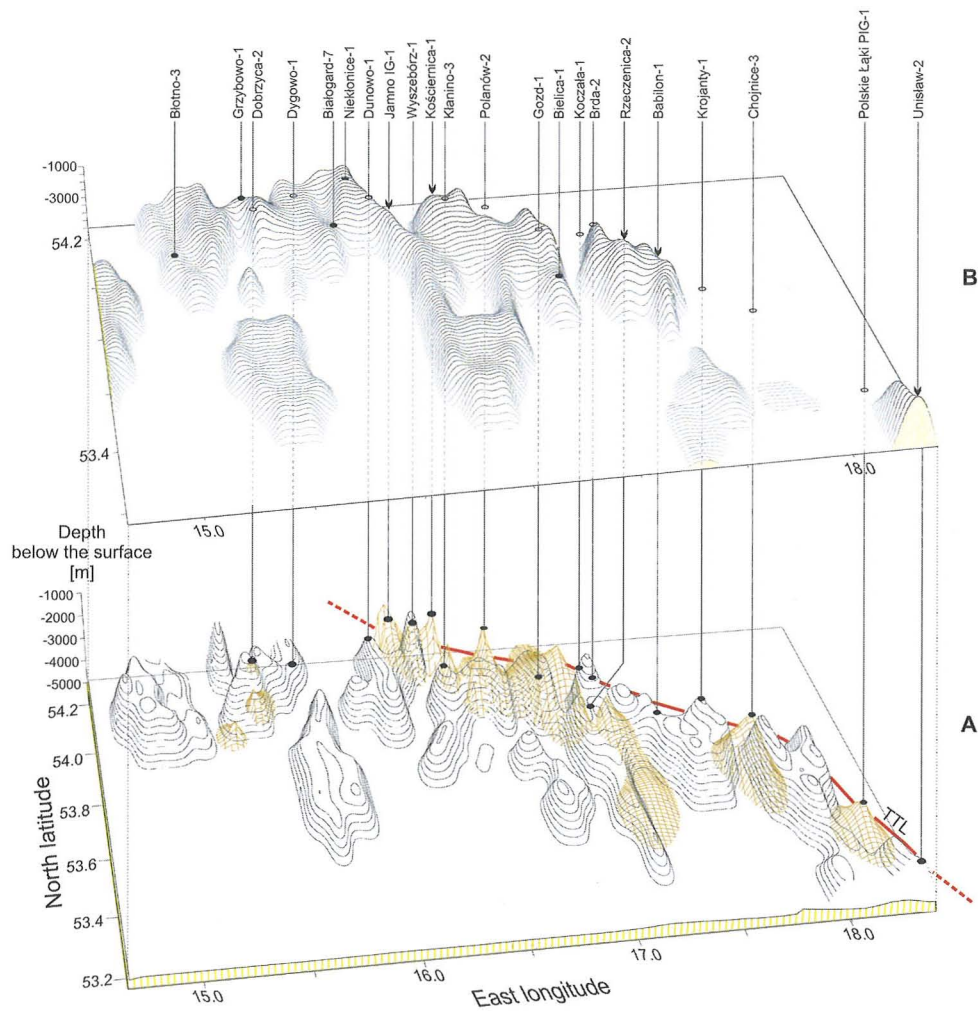 Błotno-3
Grzybowo-1
Dobrzyca-2
Dygowo-1
Białogard-7
Niekłonice-1
Dunowo-1
Jamno IG-1
Wyszebórz-1
Kościernica-1
Kłanino-3
Polanów-2
Gozd-1
Bielica-1
Koczała-1
Brda-2
Rzeczenica-2
Babilon-1
Krojanty-1
Chojnice-3
Polskie Łąki PIG-1
Unisław-2
-1000
-3000
54.2
B
53.4
18.0
15.0
Depth
below the surface
[m]
-1000
-2000
-3000
-4000
-5000
54.2
A
54.0
53.8
TTL
53.6
53.4
53.2
North latitude
15.0
16.0
17.0
18.0
East longitude